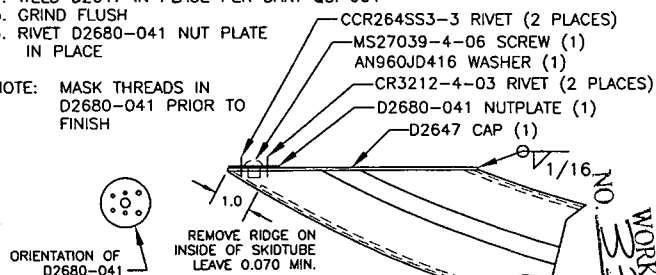 GRIND FLUSH
RIVET D2680-041 NUT PLATE
IN PLACE
NOTE: MASK THREADS IN
D2680-041 PRIOR TO
FINISH
CCR264SS3-3 RIVET (2 PLACES)
MS27039-4-06 SCREW (1)
AN960JD416 WASHER (1)
CR3212-4-03 RIVET (2 PLACES)
D2680-041 NUTPLATE (1)
D2647 CAP (1)
1/16
1.0
REMOVE RIDGE ON
INSIDE OF SKIDTUBE
LEAVE 0.070 MIN.
ORIENTATION OF
D2680-041
NO.
WORK